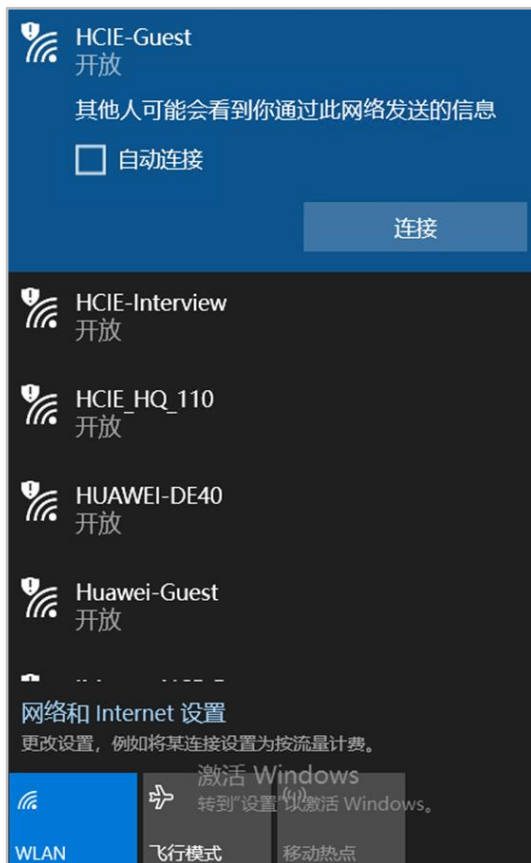 HCIE-Guest
开放
其他人可能会看到你通过此网络发送的信息
自动连接
连接
HCIE-Interview
开放
HCIE_HQ_110
开放
HUAWEI-DE40
开放
Huawei-Guest
开放
网络和 Internet 设置
更改设置，例如将某连接设置为按流量计费。
激活 Windows
转到"设置"以激活 Windows。
WLAN
飞行模式
移动热点